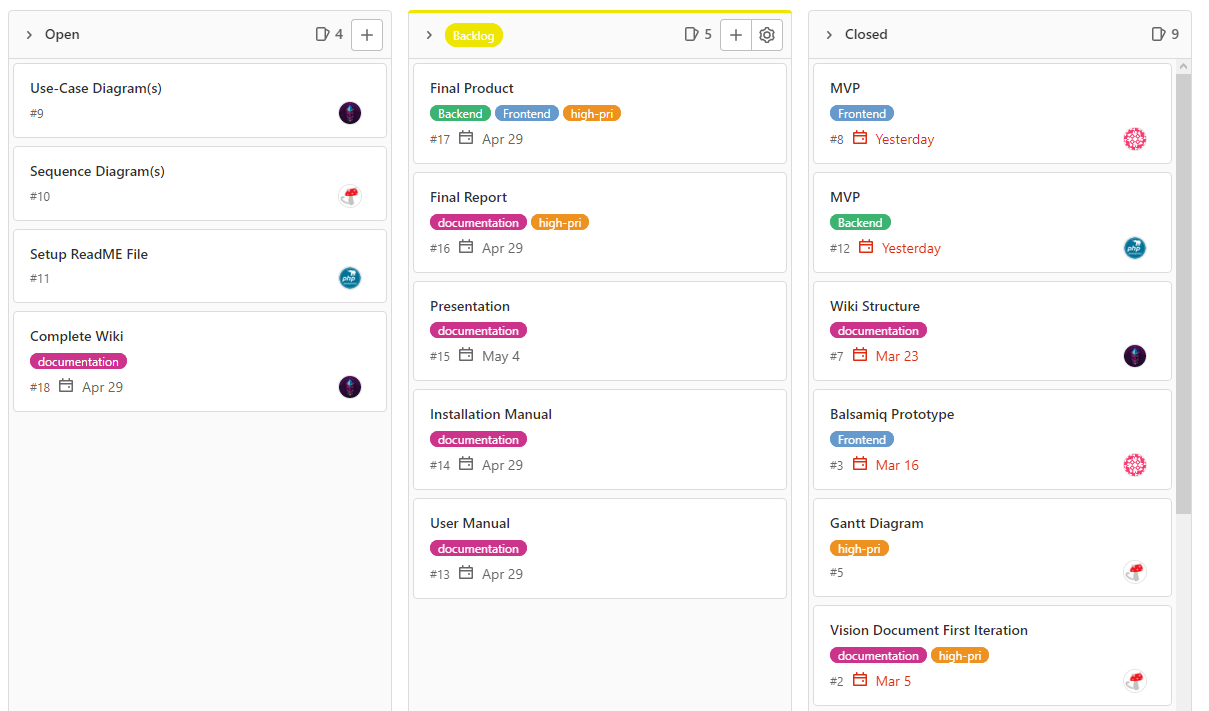 Open 4
Use-Case Diagram(s)
#9
Sequence Diagram(s)
#10
Setup ReadME File
#11
php
Complete Wiki
documentation
#18 Apr 29
Backlog 5
Final Product
Backend Frontend high-pri
#17 Apr 29
Final Report
documentation high-pri
#16 Apr 29
Presentation
documentation
#15 May 4
Installation Manual
documentation
#14 Apr 29
User Manual
documentation
#13 Apr 29
Closed 9
MVP
Frontend
#8 Yesterday
MVP
Backend
#12 Yesterday
php
Wiki Structure
documentation
#7 Mar 23
Balsamiq Prototype
Frontend
#3 Mar 16
Gantt Diagram
high-pri
#5
Vision Document First Iteration
documentation high-pri
#2 Mar 5